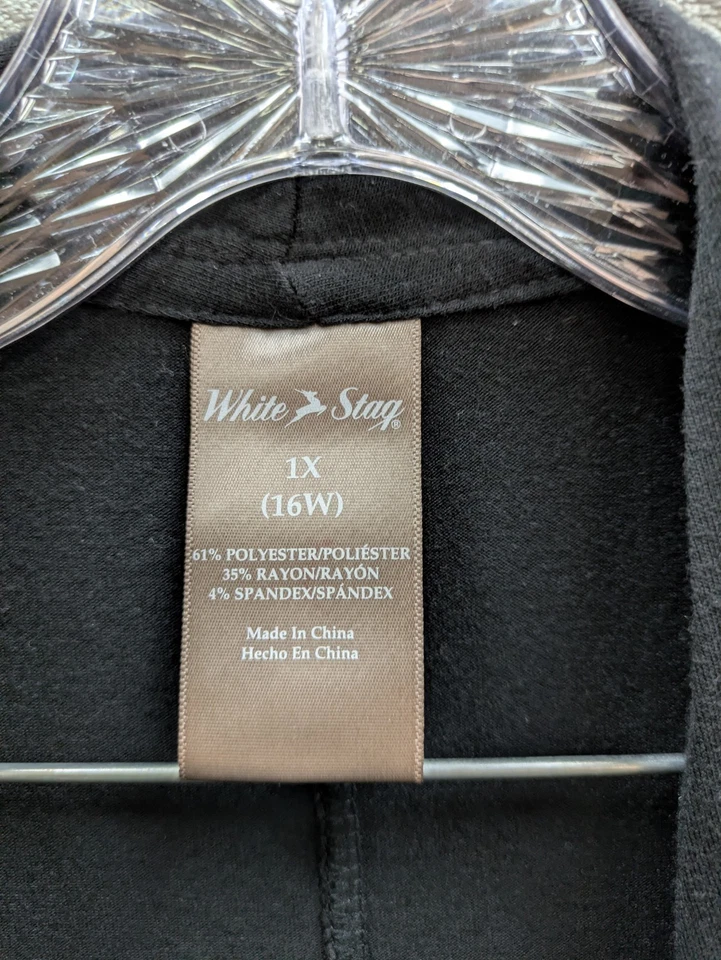 White Stag®
1X
(16W)
61% POLYESTER/POLIÉSTER
35% RAYON/RAYÓN
4% SPANDEX/SPÁNDEX
Made In China
Hecho En China